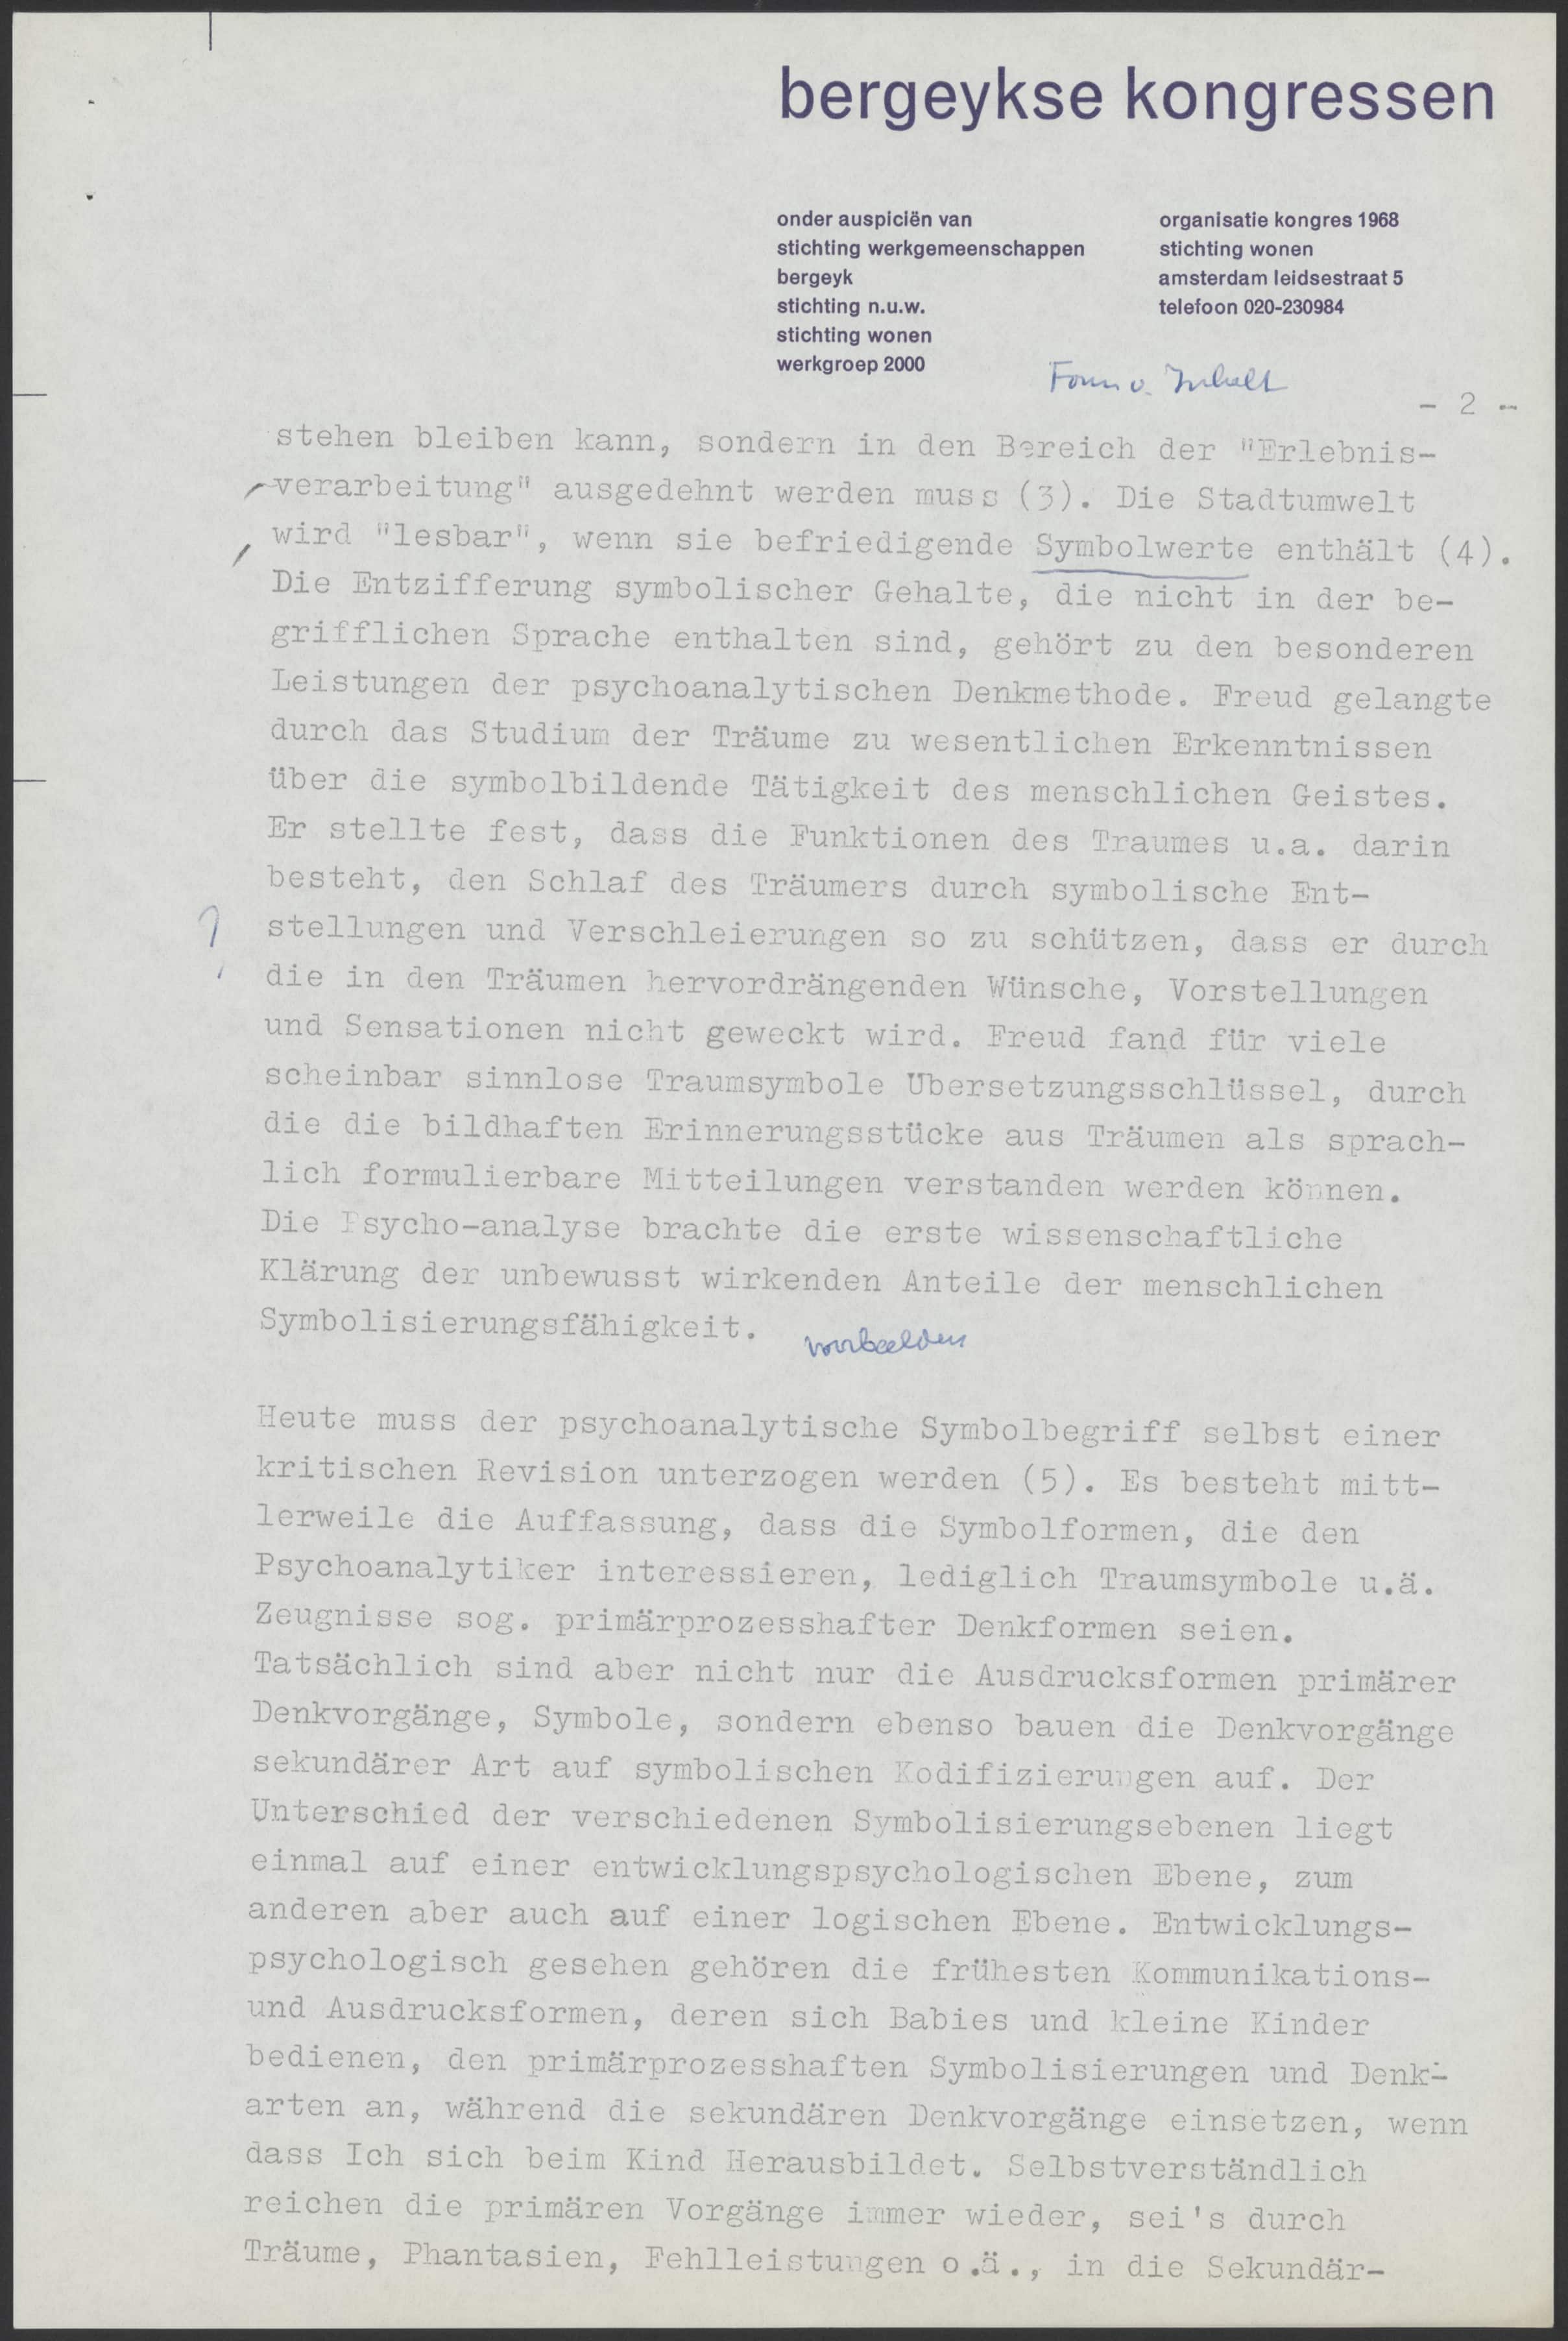 bergeykse kongressen
onder auspiciën van
stichting werkgemeenschappen
bergeyk
stichting n.u.w.
stichting wonen
werkgroep 2000
organisatie kongres 1968
stichting wonen
amsterdam leidsestraat 5
telefoon 020-230984
Form v. Inhalt
- 2 -
stehen bleiben kann, sondern in den Bereich der "Erlebnis-
verarbeitung" ausgedehnt werden muss (3). Die Stadtumwelt
wird "lesbar", wenn sie befriedigende Symbolwerte enthält (4).
Die Entzifferung symbolischer Gehalte, die nicht in der be-
grifflichen Sprache enthalten sind, gehört zu den besonderen
Leistungen der psychoanalytischen Denkmethode. Freud gelangte
durch das Studium der Träume zu wesentlichen Erkenntnissen
über die symbolbildende Tätigkeit des menschlichen Geistes.
Er stellte fest, dass die Funktionen des Traumes u.a. darin
besteht, den Schlaf des Träumers durch symbolische Ent-
?
stellungen und Verschleierungen so zu schützen, dass er durch
die in den Träumen hervordrängenden Wünsche, Vorstellungen
und Sensationen nicht geweckt wird. Freud fand für viele
scheinbar sinnlose Traumsymbole Ubersetzungsschlüssel, durch
die die bildhaften Erinnerungsstücke aus Träumen als sprach-
lich formulierbare Mitteilungen verstanden werden können.
Die Psycho-analyse brachte die erste wissenschaftliche
Klärung der unbewusst wirkenden Anteile der menschlichen
Symbolisierungsfähigkeit.
voorbeelden
Heute muss der psychoanalytische Symbolbegriff selbst einer
kritischen Revision unterzogen werden (5). Es besteht mitt-
lerweile die Auffassung, dass die Symbolformen, die den
Psychoanalytiker interessieren, lediglich Traumsymbole u.ä.
Zeugnisse sog. primärprozesshafter Denkformen seien.
Tatsächlich sind aber nicht nur die Ausdrucksformen primärer
Denkvorgänge, Symbole, sondern ebenso bauen die Denkvorgänge
sekundärer Art auf symbolischen Kodifizierungen auf. Der
Unterschied der verschiedenen Symbolisierungsebenen liegt
einmal auf einer entwicklungspsychologischen Ebene, zum
anderen aber auch auf einer logischen Ebene. Entwicklungs-
psychologisch gesehen gehören die frühesten Kommunikations-
und Ausdrucksformen, deren sich Babies und kleine Kinder
bedienen, den primärprozesshaften Symbolisierungen und Denk-
arten an, während die sekundären Denkvorgänge einsetzen, wenn
dass Ich sich beim Kind Herausbildet. Selbstverständlich
reichen die primären Vorgänge immer wieder, sei's durch
Träume, Phantasien, Fehlleistungen o.ä., in die Sekundär-